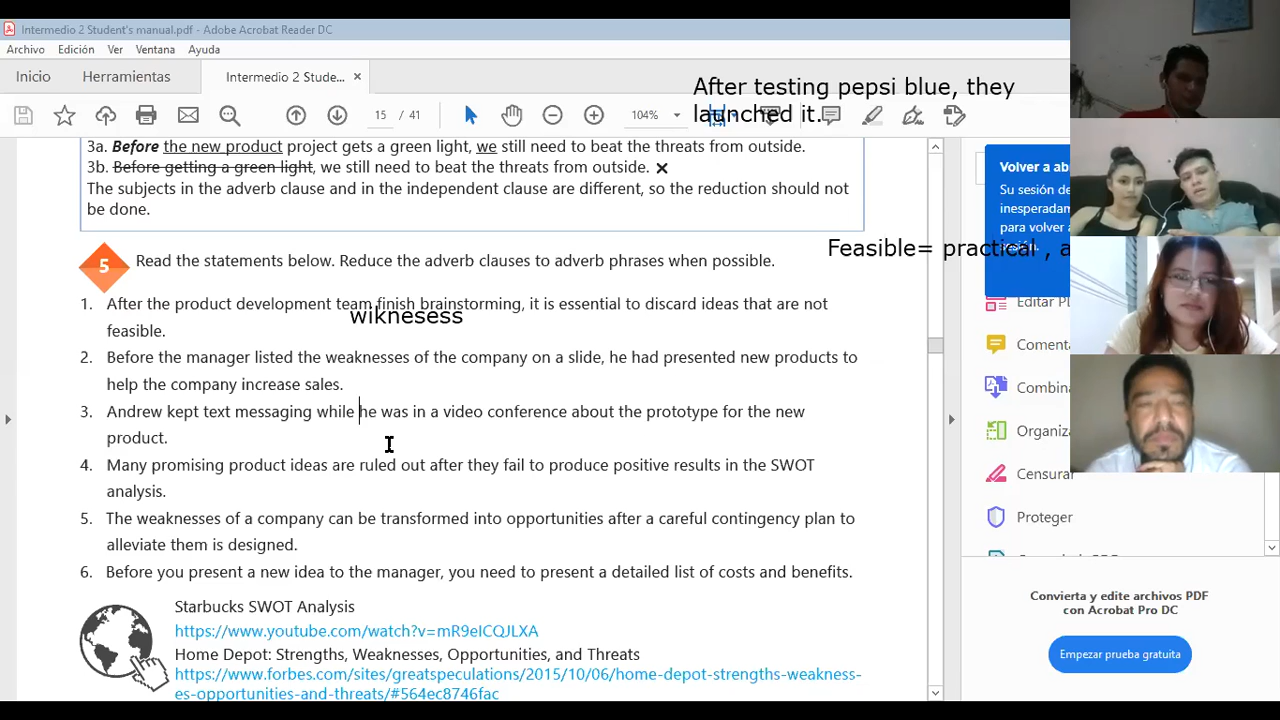 Intermedio 2 Student's manual.pdf - Adobe Acrobat Reader DC
Archivo Edición Ver Ventana Ayuda
Inicio Herramientas Intermedio 2 Stude... ×
15 / 41 104%
After testing pepsi blue, they
launched it.
3a. Before the new product project gets a green light, we still need to beat the threats from outside.
3b. Before getting a green light, we still need to beat the threats from outside. ✕
The subjects in the adverb clause and in the independent clause are different, so the reduction should not
be done.
Volver a ab
Su sesión de
inesperadam
para volver a
sesión.
Feasible= practical , a
5 Read the statements below. Reduce the adverb clauses to adverb phrases when possible.
1. After the product development team finish brainstorming, it is essential to discard ideas that are not
feasible.
wiknesess
2. Before the manager listed the weaknesses of the company on a slide, he had presented new products to
help the company increase sales.
3. Andrew kept text messaging while he was in a video conference about the prototype for the new
product.
4. Many promising product ideas are ruled out after they fail to produce positive results in the SWOT
analysis.
5. The weaknesses of a company can be transformed into opportunities after a careful contingency plan to
alleviate them is designed.
6. Before you present a new idea to the manager, you need to present a detailed list of costs and benefits.
Starbucks SWOT Analysis
https://www.youtube.com/watch?v=mR9eICQJLXA
Home Depot: Strengths, Weaknesses, Opportunities, and Threats
https://www.forbes.com/sites/greatspeculations/2015/10/06/home-depot-strengths-weakness-
es-opportunities-and-threats/#564ec8746fac
Editar PD
Comenta
Combina
Organiza
Censurar
Proteger
Convierta y edite archivos PDF
con Acrobat Pro DC
Empezar prueba gratuita